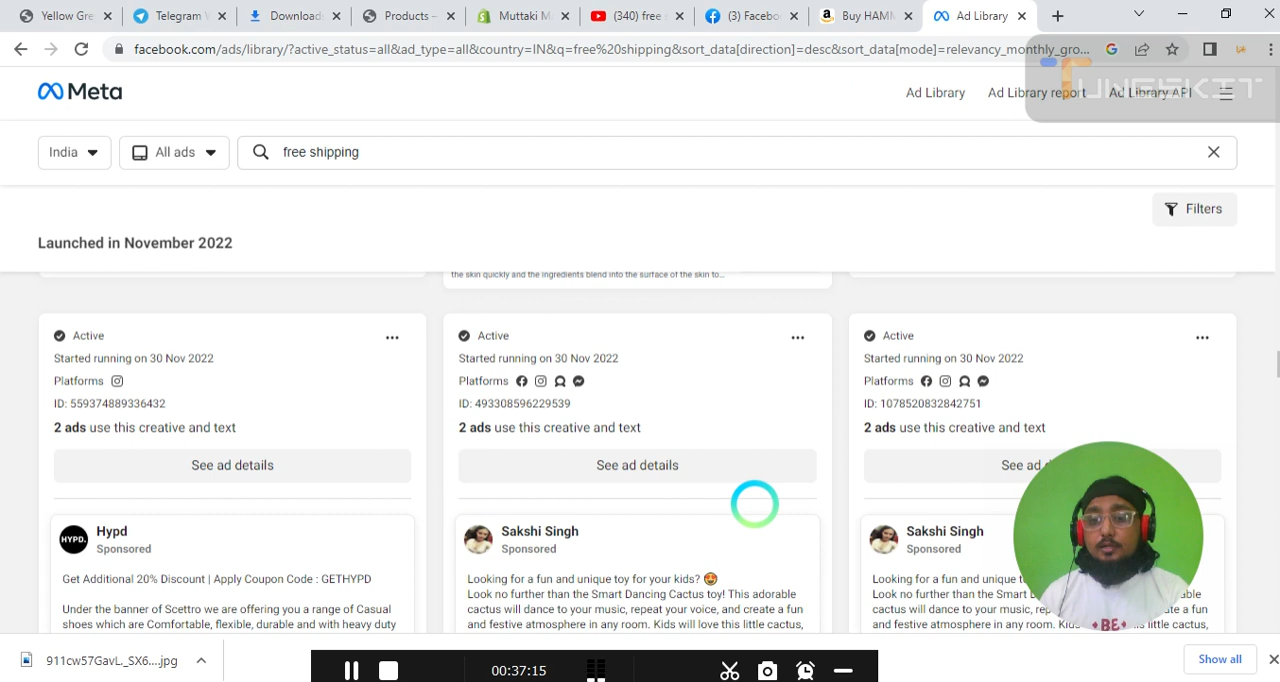 Yellow Gre
Telegram W
Download
Products –
Muttaki M
(340) free s
(3) Facebo
Buy HAMM
Ad Library
facebook.com/ads/library/?active_status=all&ad_type=all&country=IN&q=free%20shipping&sort_data[direction]=desc&sort_data[mode]=relevancy_monthly_gro...
TUNGEKIT
Meta
Ad Library
Ad Library report
Ad Library API
India
All ads
free shipping
Filters
Launched in November 2022
the skin quickly and the ingredients blend into the surface of the skin to...
Active
Started running on 30 Nov 2022
Platforms
ID: 559374889336432
2 ads use this creative and text
See ad details
Hypd
HYPD.
Sponsored
Get Additional 20% Discount | Apply Coupon Code : GETHYPD
Under the banner of Scettro we are offering you a range of Casual
shoes which are Comfortable, flexible, durable and with heavy duty
Active
Started running on 30 Nov 2022
Platforms
ID: 493308596229539
2 ads use this creative and text
See ad details
Sakshi Singh
Sponsored
Looking for a fun and unique toy for your kids? 😍
Look no further than the Smart Dancing Cactus toy! This adorable
cactus will dance to your music, repeat your voice, and create a fun
and festive atmosphere in any room. Kids will love this little cactus,
Active
Started running on 30 Nov 2022
Platforms
ID: 1078520832842751
2 ads use this creative and text
See ad
Sakshi Singh
Sponsored
Looking for a fun and unique
Look no further than the Smart able
cactus will dance to your music, te a fun
and festive atmosphere in any room. little cactus,
BE
911cw57GavL._SX6....jpg
00:37:15
Show all